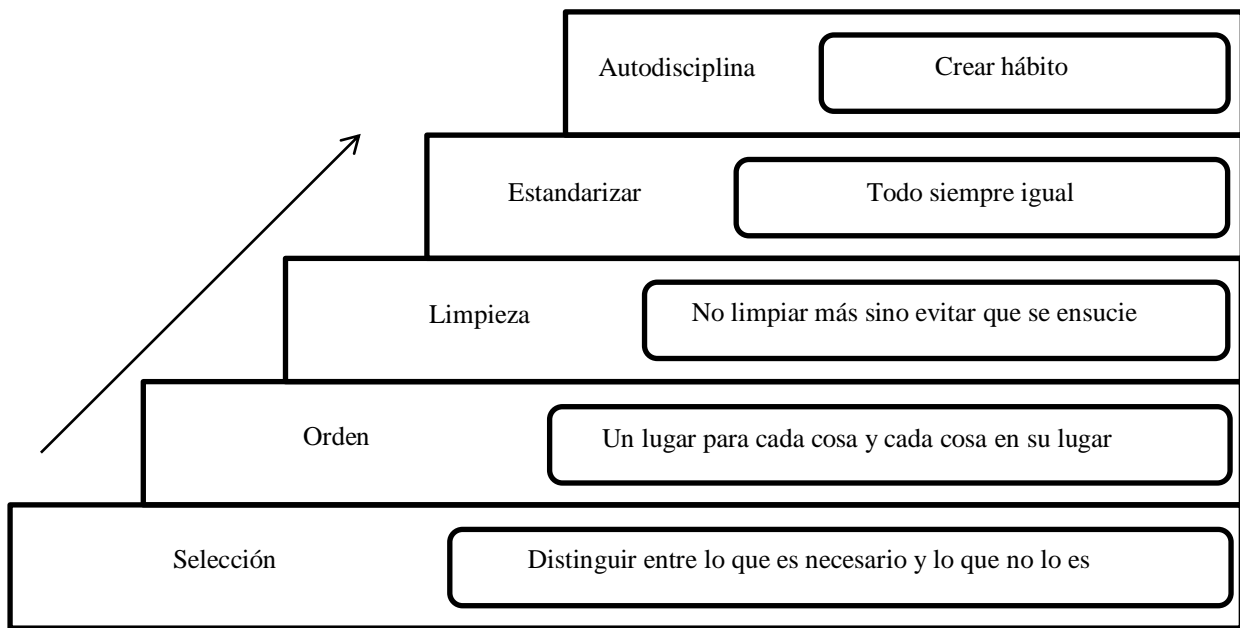 Autodisciplina
Crear hábito
Estandarizar
Todo siempre igual
Limpieza
No limpiar más sino evitar que se ensucie
Orden
Un lugar para cada cosa y cada cosa en su lugar
Selección
Distinguir entre lo que es necesario y lo que no lo es